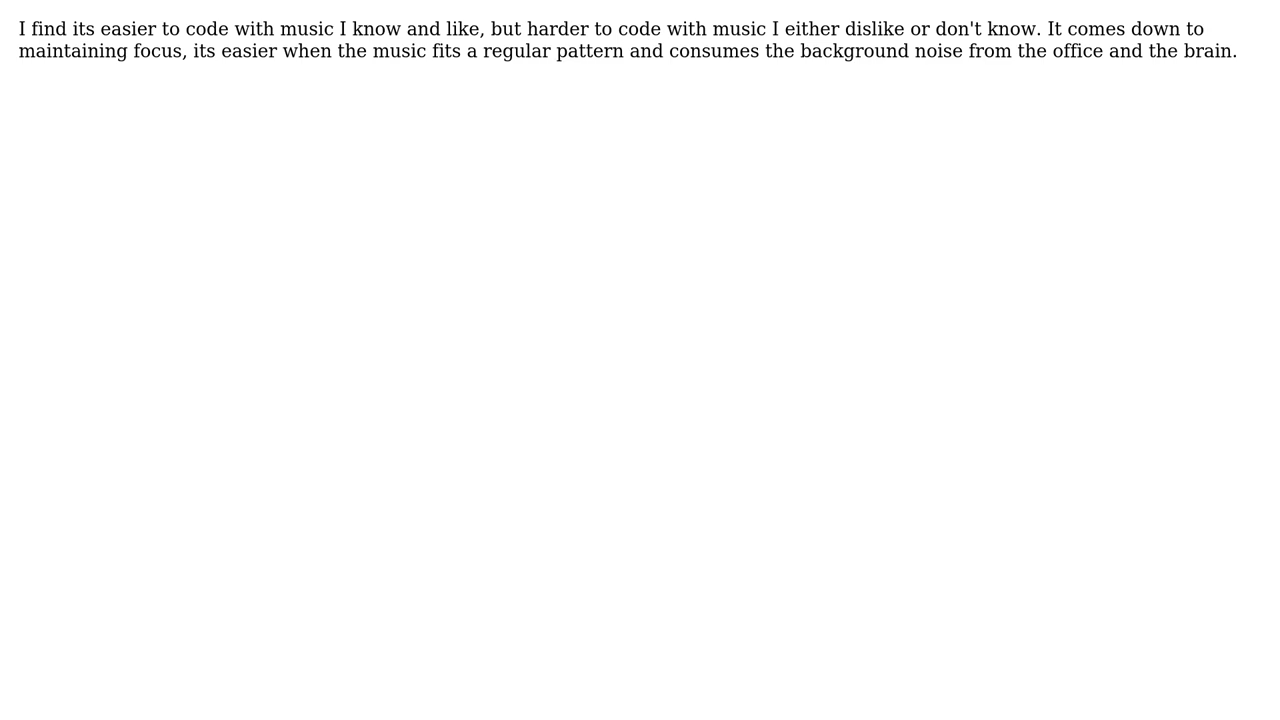 I find its easier to code with music I know and like, but harder to code with music I either dislike or don't know. It comes down to
maintaining focus, its easier when the music fits a regular pattern and consumes the background noise from the office and the brain.